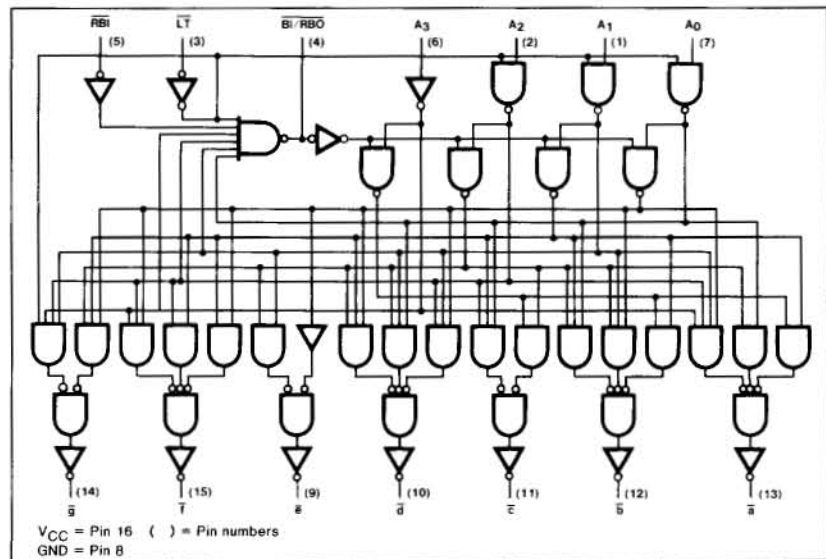 RBI LT BI/RBO A3 A2 A1 A0
(5) (3) (4) (6) (2) (1) (7)
(14) (15) (9) (10) (11) (12) (13)
g f e d c b a
VCC = Pin 16 ( ) = Pin numbers
GND = Pin 8